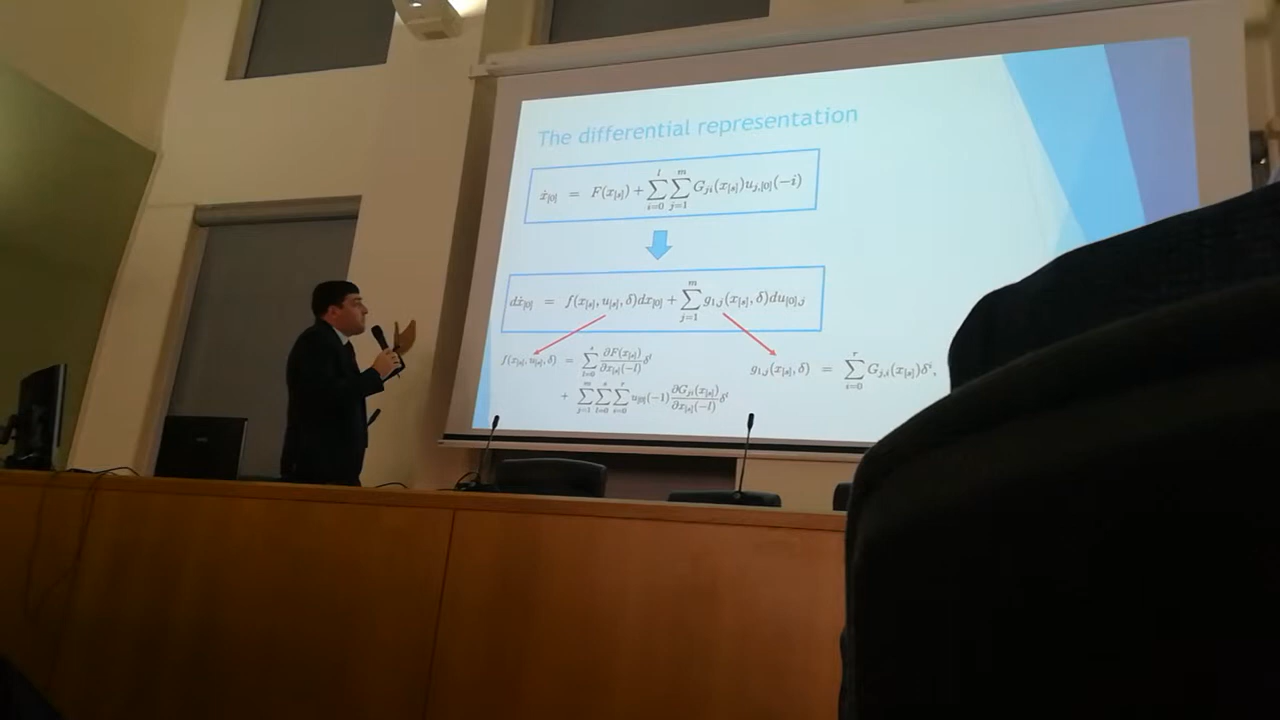 The differential representation
ẋ[0] = F(x[s]) + ∑_{i=0}^{l} ∑_{j=1}^{m} G_{ji}(x[s])u_{j,[0]}(−i)
dẋ[0] = f(x[s], u[s], δ)dx[0] + ∑_{j=1}^{m} g_{1,j}(x[s], δ)du_{[0],j}
f(x[s], u[s], δ) = ∑_{l=0}^{s} ∂F(x[s])/∂x[s](−l) δ^l
+ ∑_{j=1}^{m} ∑_{l=0}^{s} ∑_{i=0}^{r} u_{j[0]}(−1) ∂G_{ji}(x[s])/∂x[s](−l) δ^l
g_{1,j}(x[s], δ) = ∑_{i=0}^{r} G_{j,i}(x[s])δ^i,